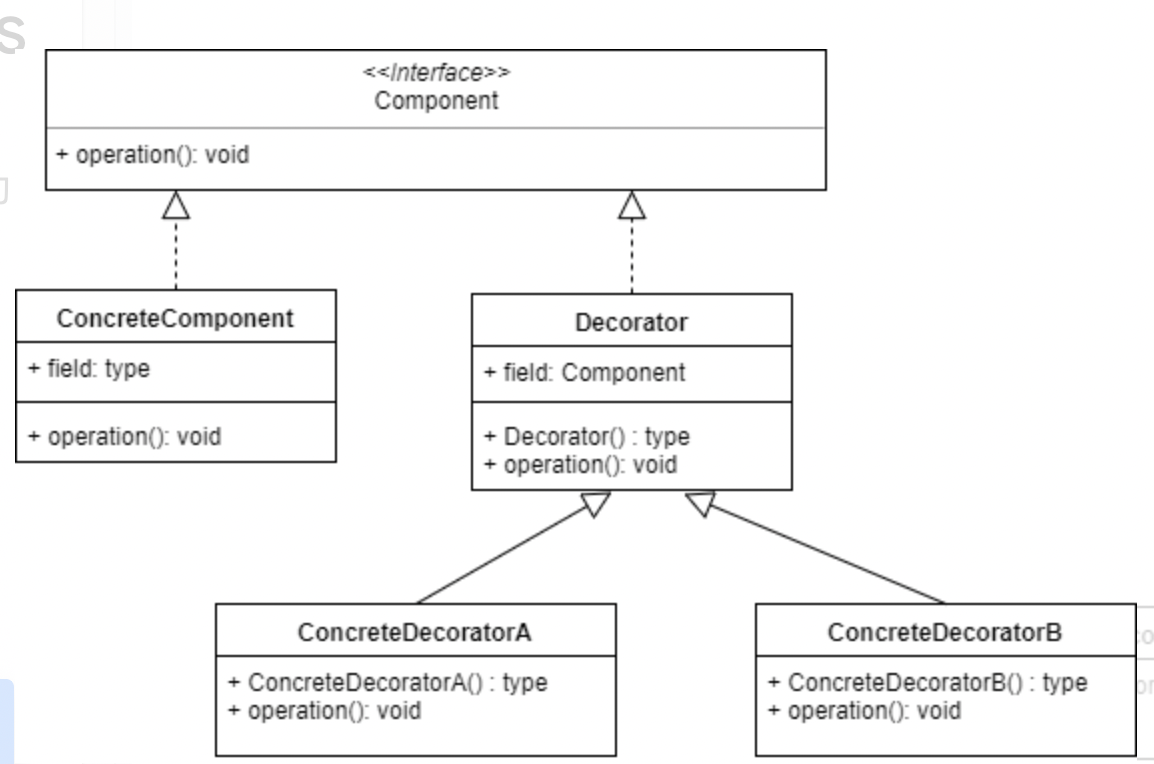 S
<<Interface>>
Component
+ operation(): void
ConcreteComponent
+ field: type
+ operation(): void
Decorator
+ field: Component
+ Decorator() : type
+ operation(): void
ConcreteDecoratorA
+ ConcreteDecoratorA() : type
+ operation(): void
ConcreteDecoratorB
+ ConcreteDecoratorB() : type
+ operation(): void